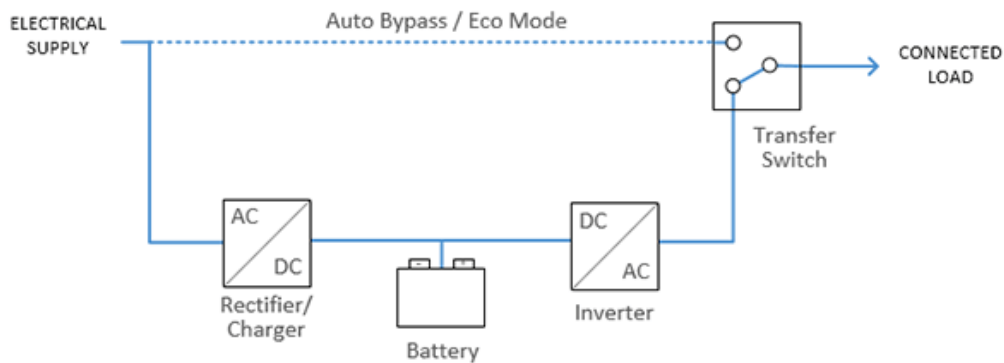 ELECTRICAL
SUPPLY
Auto Bypass / Eco Mode
CONNECTED
LOAD
Transfer
Switch
AC
DC
Rectifier/
Charger
-
+
Battery
DC
AC
Inverter